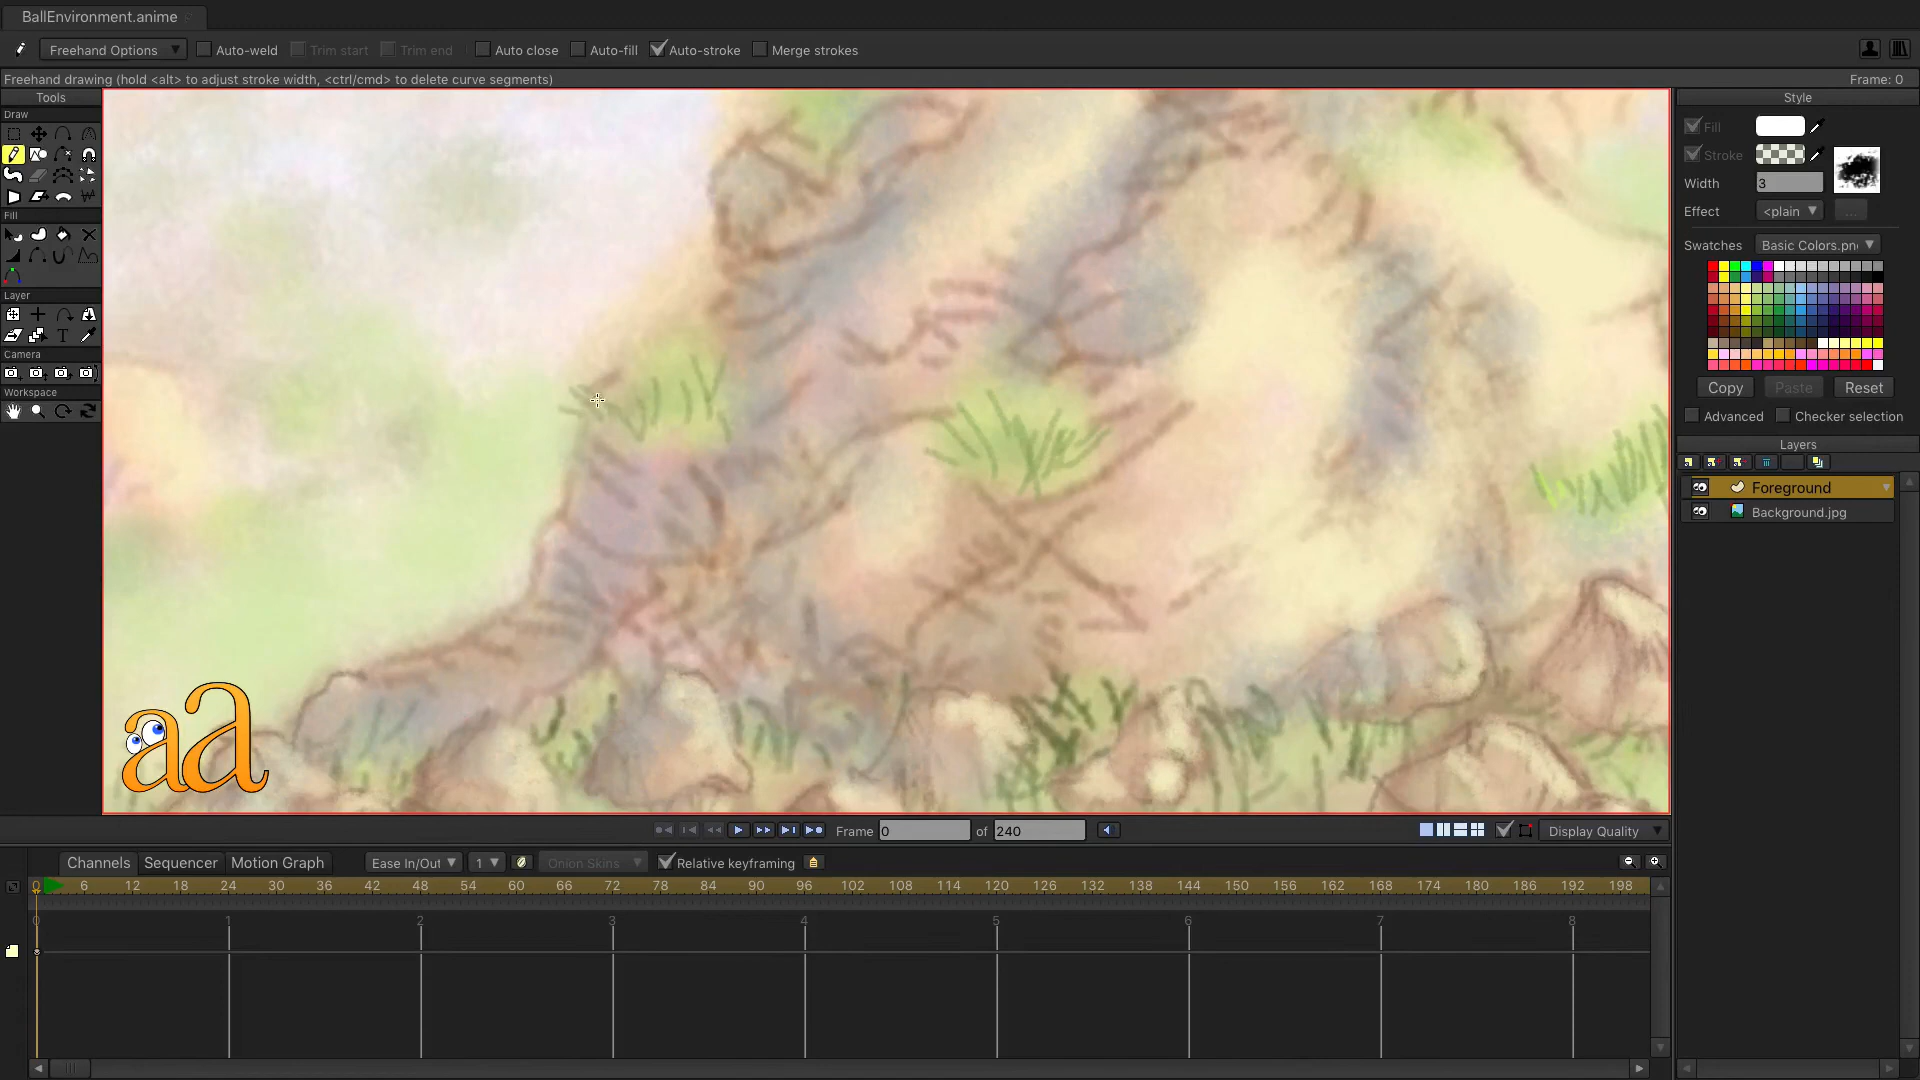 BallEnvironment.anime
Freehand Options Auto-weld Trim start Trim end Auto close Auto-fill Auto-stroke Merge strokes
Freehand drawing (hold <alt> to adjust stroke width, <ctrl/cmd> to delete curve segments) Frame: 0
Tools
Draw
Fill
Layer
Camera
Workspace
Style
Fill
Stroke
Width 3
Effect <plain ...
Swatches Basic Colors.pn
Copy Paste Reset
Advanced Checker selection
Layers
Foreground
Background.jpg
aa
Frame 0 of 240 Display Quality
Channels Sequencer Motion Graph Ease In/Out 1 Onion Skins Relative keyframing
0 6 12 18 24 30 36 42 48 54 60 66 72 78 84 90 96 102 108 114 120 126 132 138 144 150 156 162 168 174 180 186 192 198
0 1 2 3 4 5 6 7 8